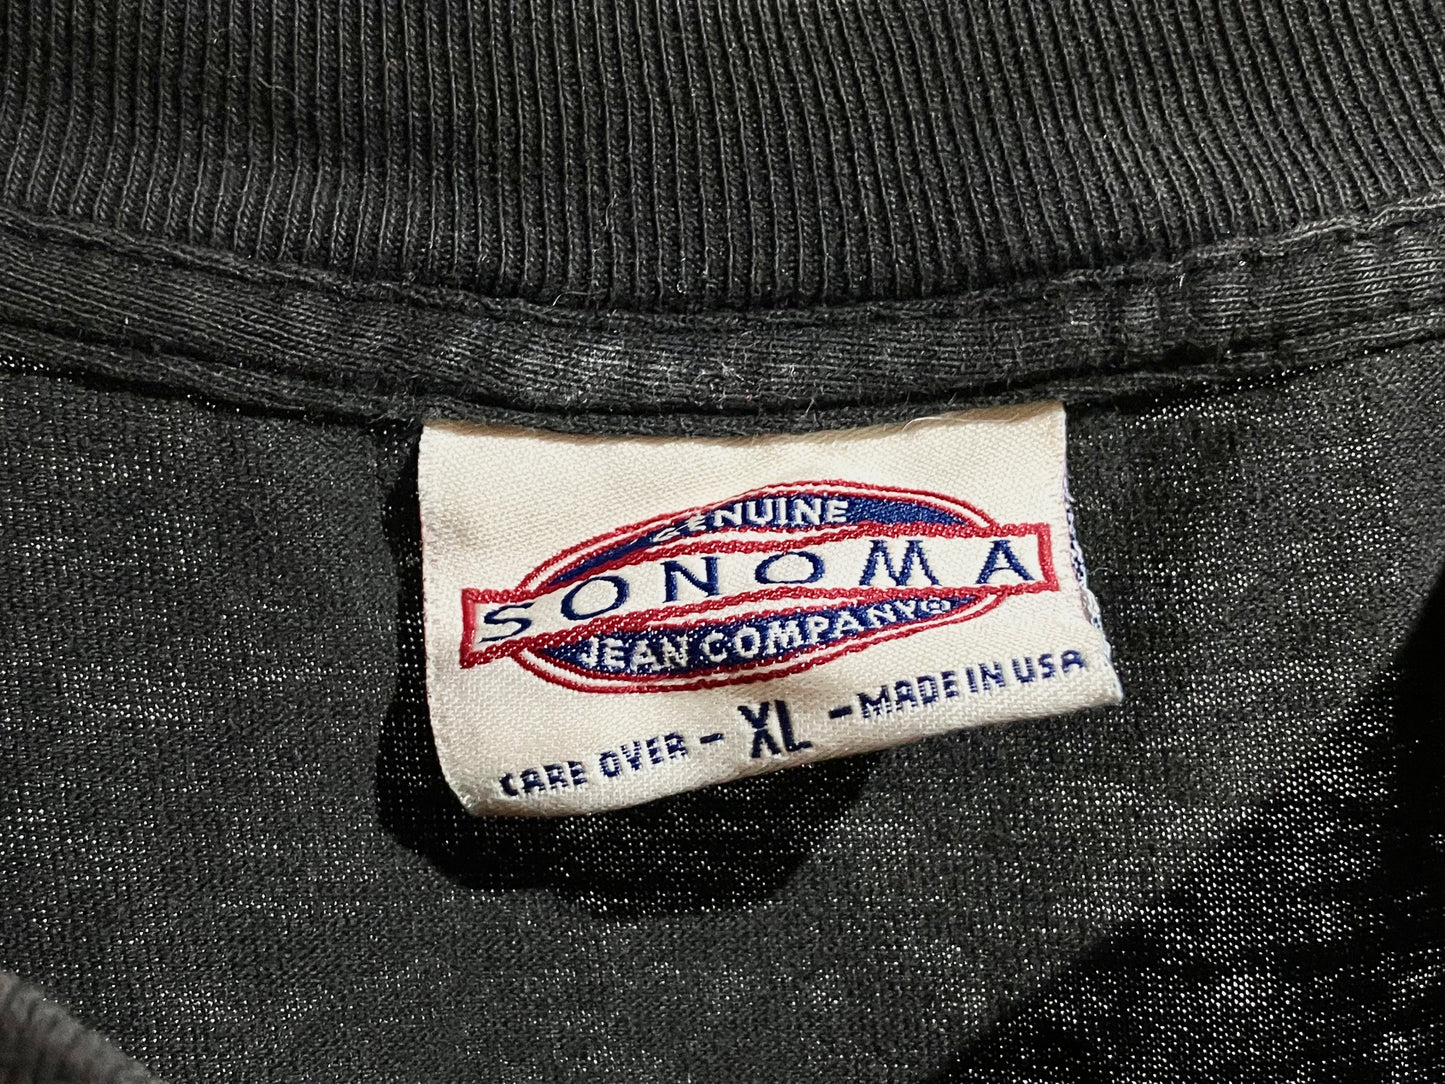 GENUINE
SONOMA
JEAN COMPANY®
CARE OVER - XL - MADE IN USA